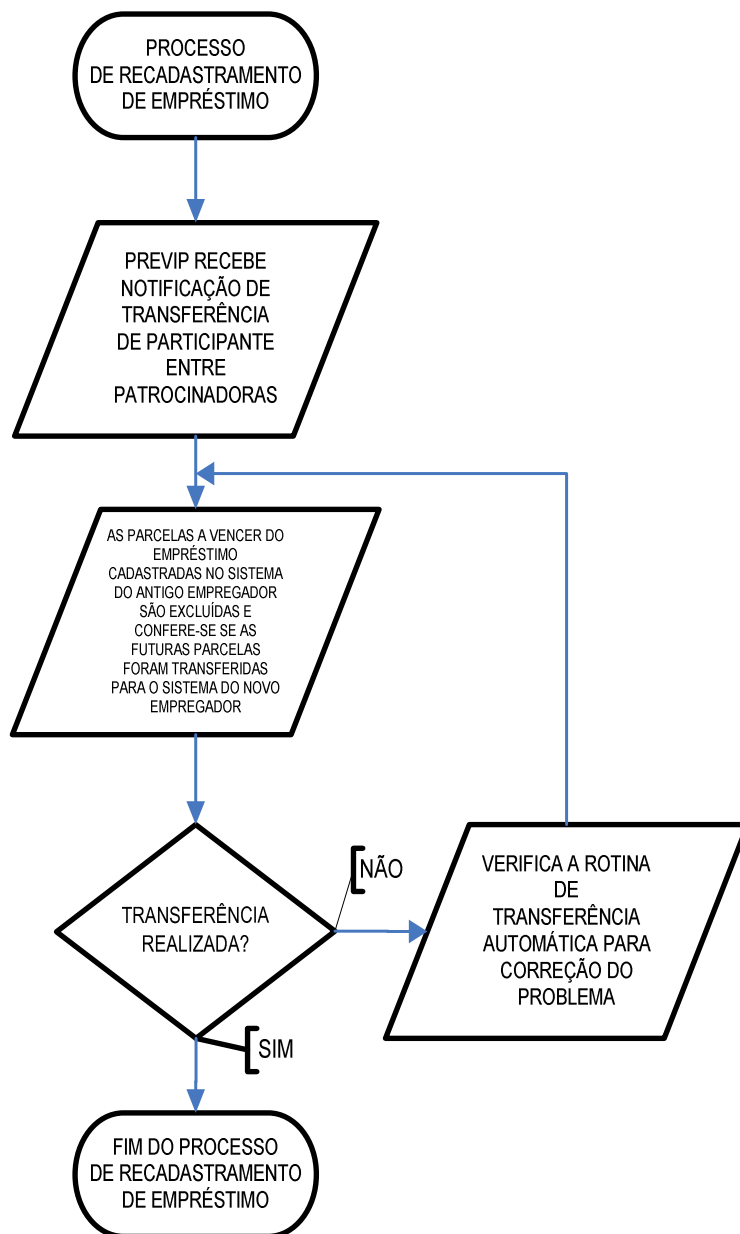 PROCESSO
DE RECADASTRAMENTO
DE EMPRÉSTIMO
PREVIP RECEBE
NOTIFICAÇÃO DE
TRANSFERÊNCIA
DE PARTICIPANTE
ENTRE
PATROCINADORAS
AS PARCELAS A VENCER DO
EMPRÉSTIMO
CADASTRADAS NO SISTEMA
DO ANTIGO EMPREGADOR
SÃO EXCLUÍDAS E
CONFERE-SE SE AS
FUTURAS PARCELAS
FORAM TRANSFERIDAS
PARA O SISTEMA DO NOVO
EMPREGADOR
TRANSFERÊNCIA
REALIZADA?
NÃO
VERIFICA A ROTINA
DE
TRANSFERÊNCIA
AUTOMÁTICA PARA
CORREÇÃO DO
PROBLEMA
SIM
FIM DO PROCESSO
DE RECADASTRAMENTO
DE EMPRÉSTIMO